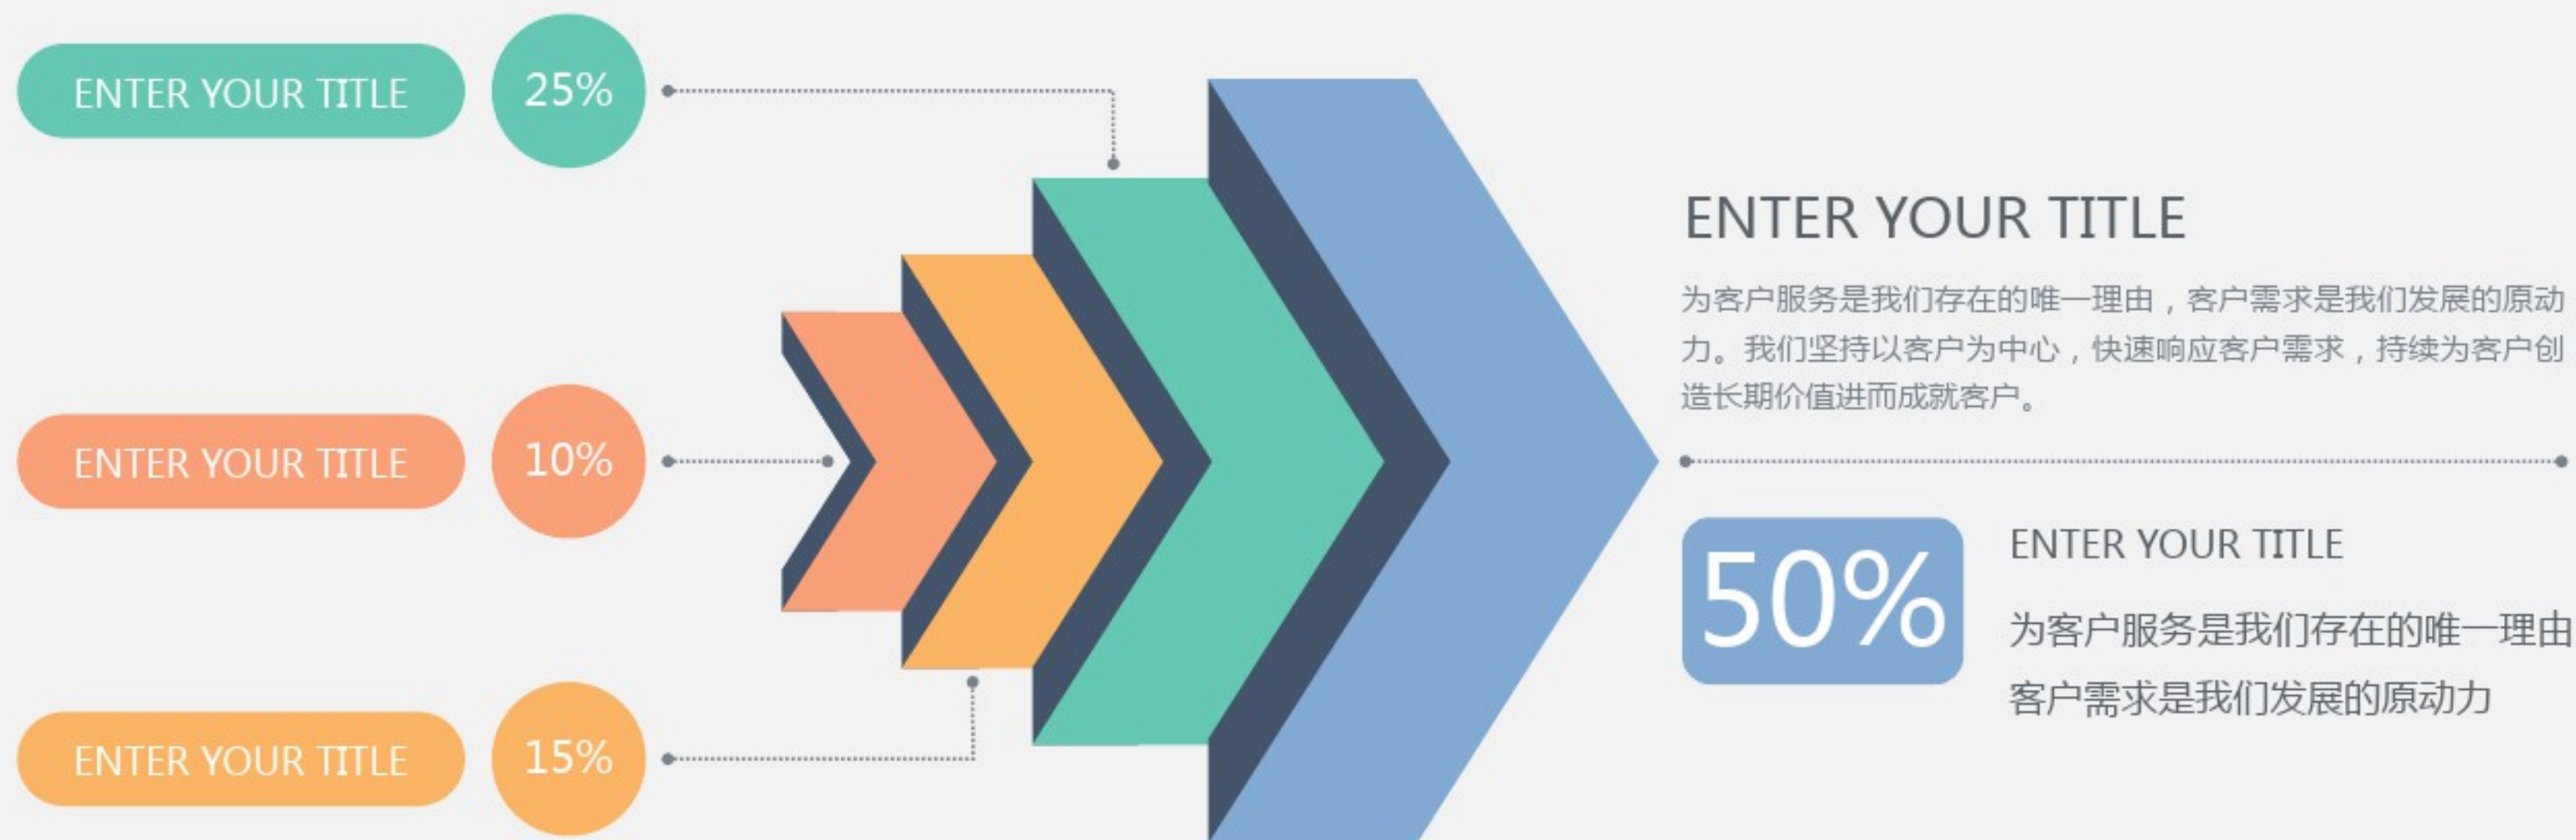 ENTER YOUR TITLE
25%
ENTER YOUR TITLE
10%
ENTER YOUR TITLE
15%
ENTER YOUR TITLE
为客户服务是我们存在的唯一理由，客户需求是我们发展的原动
力。我们坚持以客户为中心，快速响应客户需求，持续为客户创
造长期价值进而成就客户。
50%
ENTER YOUR TITLE
为客户服务是我们存在的唯一理由
客户需求是我们发展的原动力